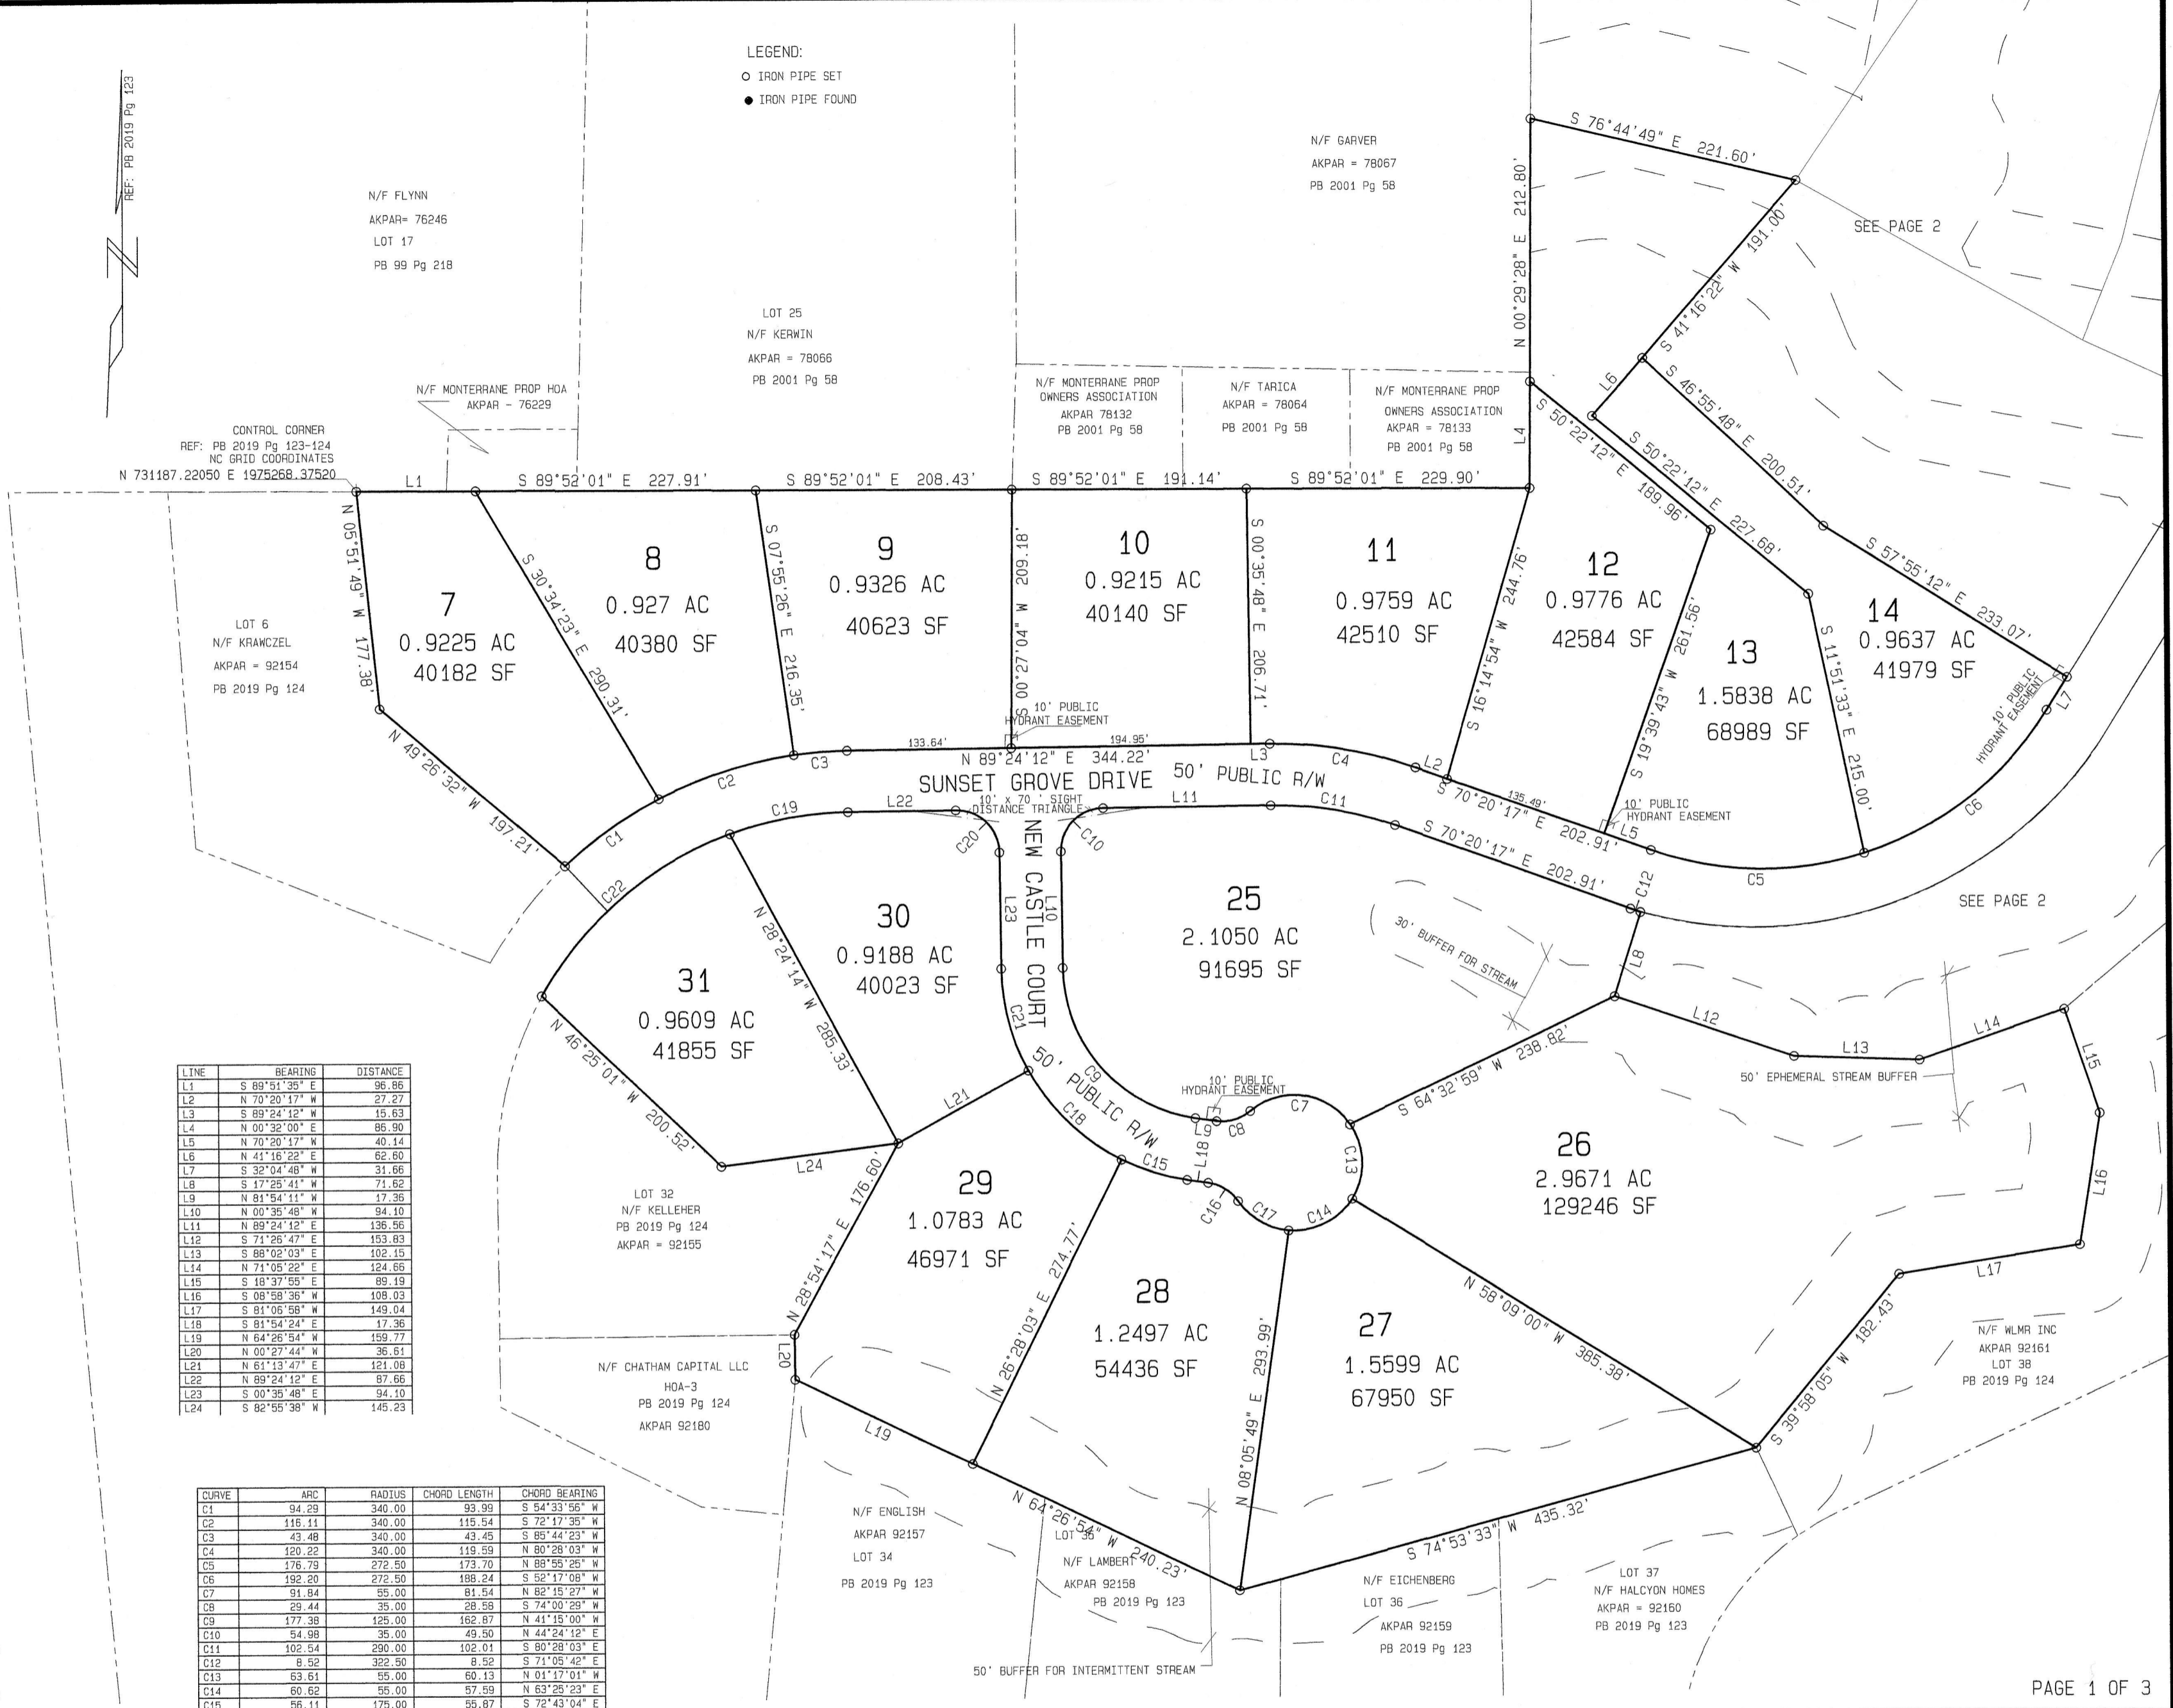 LEGEND:
IRON PIPE SET
IRON PIPE FOUND
REF: PB 2019 Pg 123
N
N/F FLYNN
AKPAR= 76246
LOT 17
PB 99 Pg 218
LOT 25
N/F KERWIN
AKPAR = 78066
PB 2001 Pg 58
N/F GARVER
AKPAR = 78067
PB 2001 Pg 58
S 76°44'49" E 221.60'
N 00°29'28" E 212.80'
S 41°16'22" W 191.00'
SEE PAGE 2
N/F MONTERRANE PROP HOA
AKPAR - 76229
N/F MONTERRANE PROP
OWNERS ASSOCIATION
AKPAR 78132
PB 2001 Pg 58
N/F TARICA
AKPAR = 78064
PB 2001 Pg 58
N/F MONTERRANE PROP
OWNERS ASSOCIATION
AKPAR = 78133
PB 2001 Pg 58
L4
L6
S 46°55'48" E 200.51'
S 50°22'12" E 189.96'
S 50°22'12" E 227.68'
S 57°55'12" E 233.07'
CONTROL CORNER
REF: PB 2019 Pg 123-124
NC GRID COORDINATES
N 731187.22050 E 1975268.37520
L1
S 89°52'01" E 227.91'
S 89°52'01" E 208.43'
S 89°52'01" E 191.14'
S 89°52'01" E 229.90'
N 05°51'49" W 177.38'
7
0.9225 AC
40182 SF
S 30°34'23" E 290.31'
8
0.927 AC
40380 SF
S 07°55'26" E 216.35'
9
0.9326 AC
40623 SF
S 00°27'04" W 209.18'
10
0.9215 AC
40140 SF
S 00°35'48" E 206.71'
11
0.9759 AC
42510 SF
S 16°14'54" W 244.76'
12
0.9776 AC
42584 SF
S 19°39'43" W 261.56'
13
1.5838 AC
68989 SF
S 11°51'33" E 215.00'
14
0.9637 AC
41979 SF
10' PUBLIC
HYDRANT EASEMENT
L7
LOT 6
N/F KRAWCZEL
AKPAR = 92154
PB 2019 Pg 124
N 49°26'32" W 197.21'
10' PUBLIC
HYDRANT EASEMENT
C1
C2
C3
133.64'
194.95'
N 89°24'12" E 344.22'
L3
C4
L2
S 70°20'17" E 202.91'
135.49'
L5
10' PUBLIC
HYDRANT EASEMENT
C5
C6
SUNSET GROVE DRIVE 50' PUBLIC R/W
C22
C19
L22
10' x 70' SIGHT
DISTANCE TRIANGLE
L11
C11
S 70°20'17" E 202.91'
C12
C20
C10
NEW CASTLE COURT
50' PUBLIC R/W
L23
L10
SEE PAGE 2
25
2.1050 AC
91695 SF
30' BUFFER FOR STREAM
L8
30
0.9188 AC
40023 SF
N 28°24'14" W 285.33'
31
0.9609 AC
41855 SF
N 46°25'01" W 200.52'
C21
C9
L21
L24
C18
10' PUBLIC
HYDRANT EASEMENT
L9
C8
C7
S 64°32'59" W 238.82'
L12
L13
L14
50' EPHEMERAL STREAM BUFFER
L15
L16
L17
L18
C15
C16
C17
C14
C13
26
2.9671 AC
129246 SF
LOT 32
N/F KELLEHER
PB 2019 Pg 124
AKPAR = 92155
N 28°54'17" E 176.60'
29
1.0783 AC
46971 SF
N 26°28'03" E 274.77'
28
1.2497 AC
54436 SF
N 08°05'49" E 293.99'
27
1.5599 AC
67950 SF
N 58°09'00" W 385.38'
S 39°58'05" W 182.43'
N/F WLMR INC
AKPAR 92161
LOT 38
PB 2019 Pg 124
L20
L19
N/F CHATHAM CAPITAL LLC
HOA-3
PB 2019 Pg 124
AKPAR 92180
N 64°26'54" W 240.23'
S 74°53'33" W 435.32'
N/F ENGLISH
AKPAR 92157
LOT 34
PB 2019 Pg 123
LOT 35
N/F LAMBERT
AKPAR 92158
PB 2019 Pg 123
N/F EICHENBERG
LOT 36
AKPAR 92159
PB 2019 Pg 123
LOT 37
N/F HALCYON HOMES
AKPAR = 92160
PB 2019 Pg 123
50' BUFFER FOR INTERMITTENT STREAM
LINE BEARING DISTANCE
L1 S 89°51'35" E 96.86
L2 N 70°20'17" W 27.27
L3 S 89°24'12" W 15.63
L4 N 00°32'00" E 86.90
L5 N 70°20'17" W 40.14
L6 N 41°16'22" E 62.60
L7 S 32°04'48" W 31.66
L8 S 17°25'41" W 71.62
L9 N 81°54'11" W 17.36
L10 N 00°35'48" W 94.10
L11 N 89°24'12" E 136.56
L12 S 71°26'47" E 153.83
L13 S 88°02'03" E 102.15
L14 N 71°05'22" E 124.66
L15 S 18°37'55" E 89.19
L16 S 08°58'36" W 108.03
L17 S 81°06'58" W 149.04
L18 S 81°54'24" E 17.36
L19 N 64°26'54" W 159.77
L20 N 00°27'44" W 36.61
L21 N 61°13'47" E 121.08
L22 N 89°24'12" E 87.66
L23 S 00°35'48" E 94.10
L24 S 82°55'38" W 145.23
CURVE ARC RADIUS CHORD LENGTH CHORD BEARING
C1 94.29 340.00 93.99 S 54°33'56" W
C2 116.11 340.00 115.54 S 72°17'35" W
C3 43.48 340.00 43.45 S 85°44'23" W
C4 120.22 340.00 119.59 N 80°28'03" W
C5 176.79 272.50 173.70 N 88°55'25" W
C6 192.20 272.50 188.24 S 52°17'08" W
C7 91.84 55.00 81.54 N 82°15'27" W
C8 29.44 35.00 28.58 S 74°00'29" W
C9 177.38 125.00 162.87 N 41°15'00" W
C10 54.98 35.00 49.50 N 44°24'12" E
C11 102.54 290.00 102.01 S 80°28'03" E
C12 8.52 322.50 8.52 S 71°05'42" E
C13 63.61 55.00 60.13 N 01°17'01" W
C14 60.62 55.00 57.59 N 63°25'23" E
C15 56.11 175.00 55.87 S 72°43'04" E
PAGE 1 OF 3